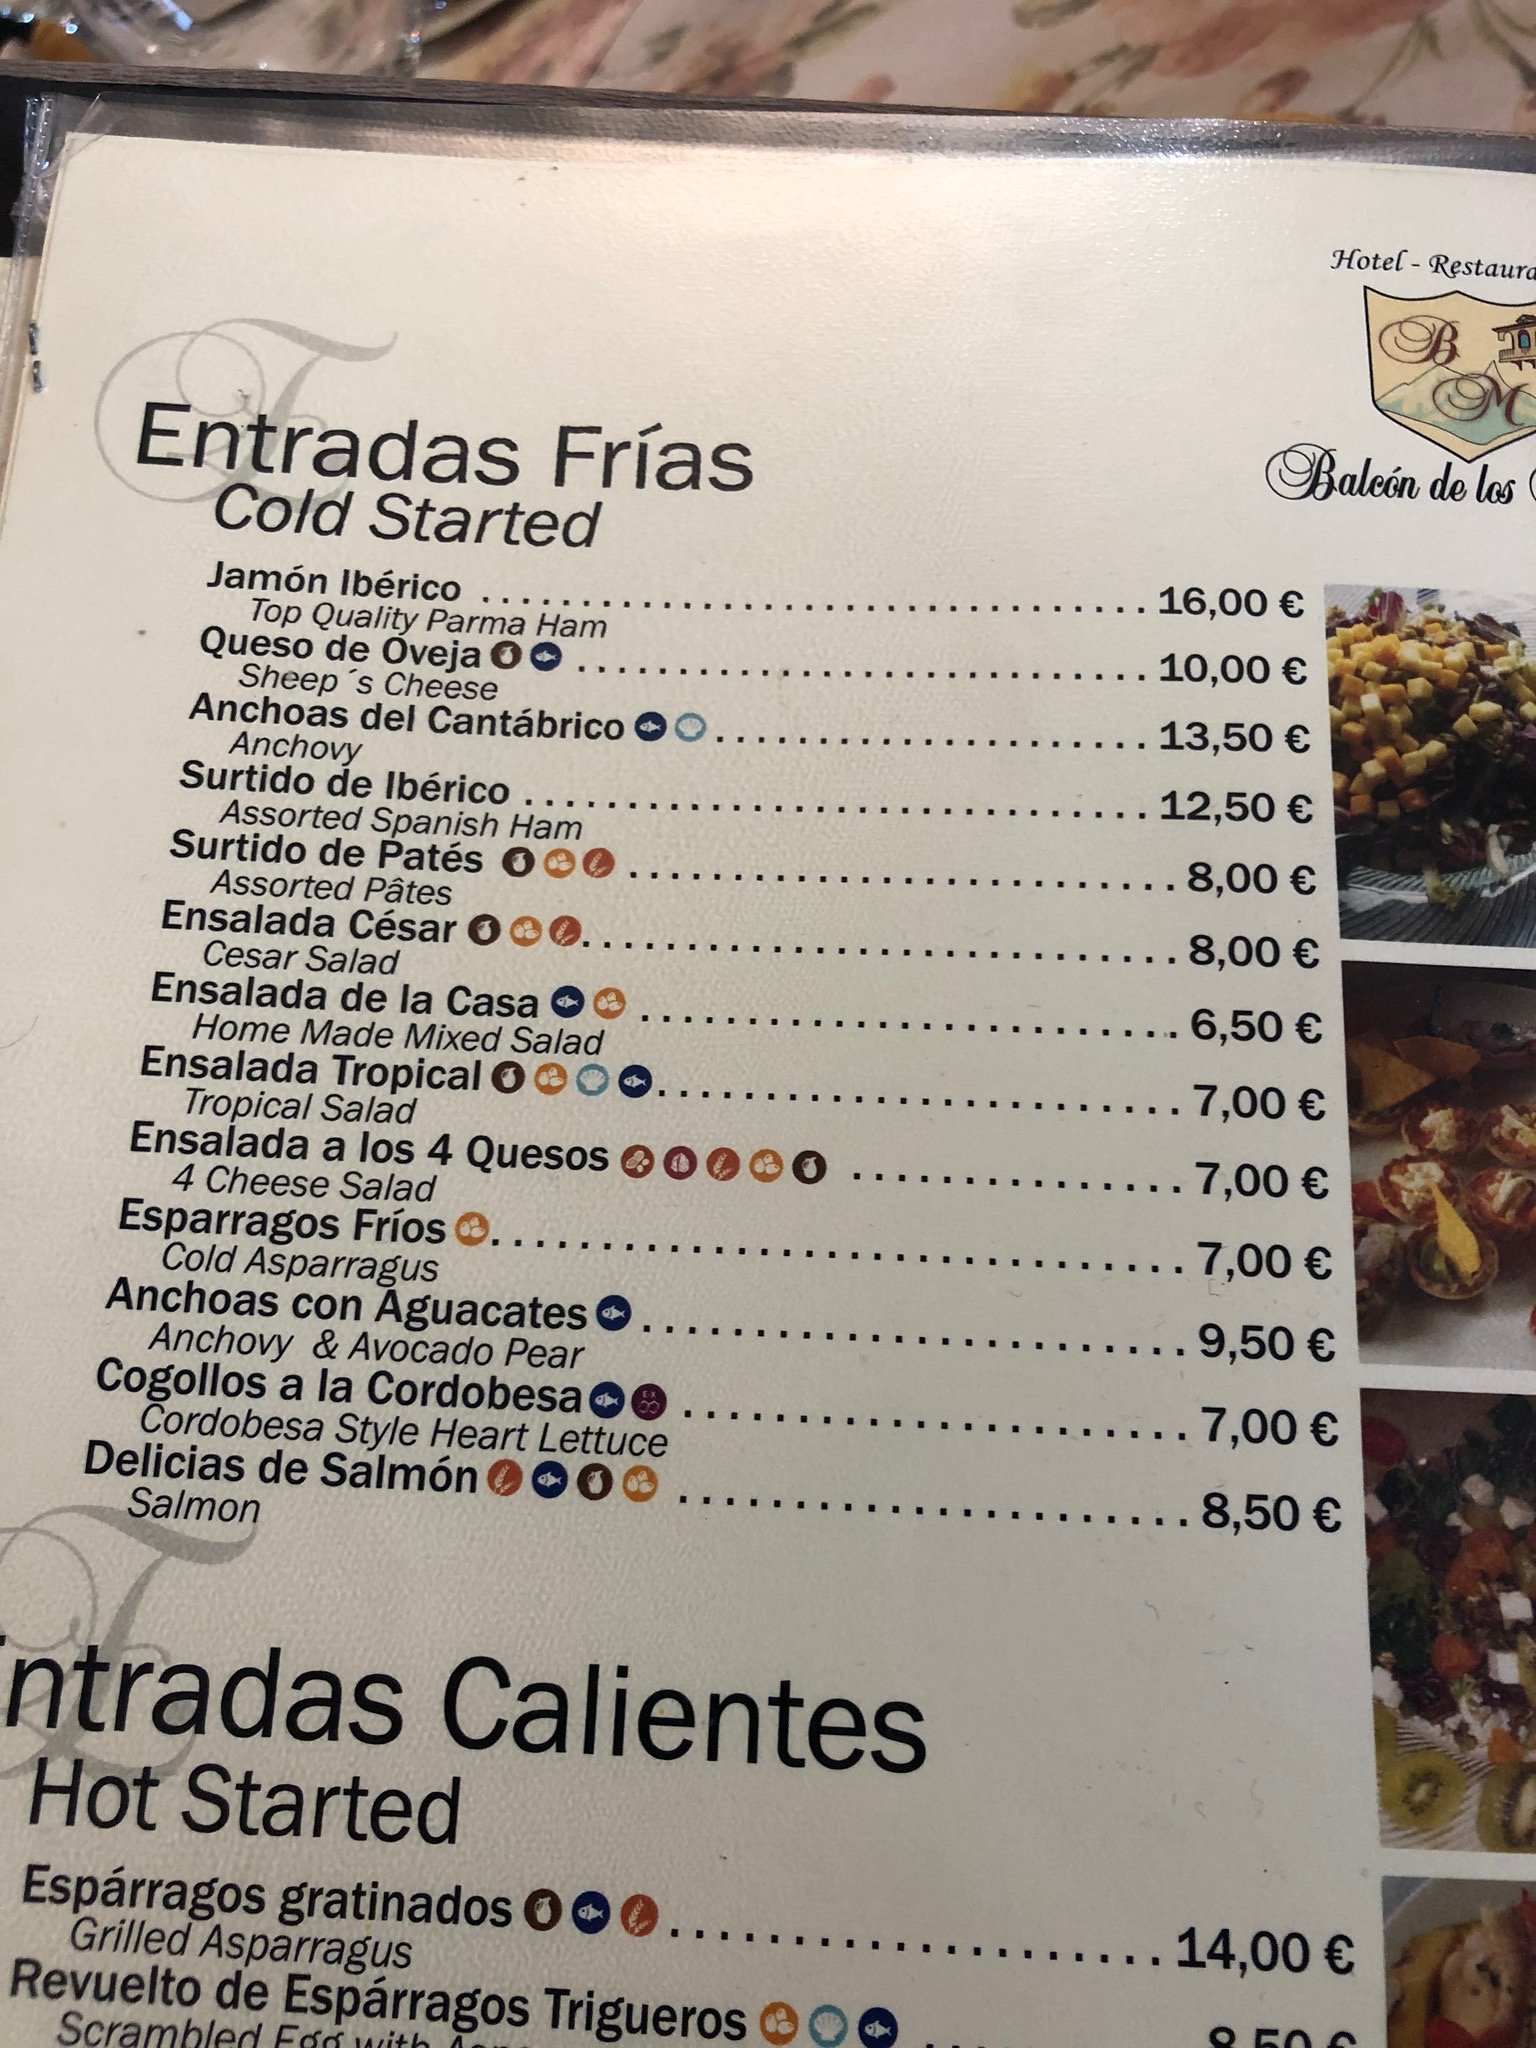 Hotel - Restaura
B
M
Balcón de los
Entradas Frías
Cold Started
Jamón Ibérico ................................ 16,00 €
Top Quality Parma Ham
Queso de Oveja ............................ 10,00 €
Sheep´s Cheese
Anchoas del Cantábrico ..................... 13,50 €
Anchovy
Surtido de Ibérico .............................. 12,50 €
Assorted Spanish Ham
Surtido de Patés ........................... 8,00 €
Assorted Pâtes
Ensalada César ............................. 8,00 €
Cesar Salad
Ensalada de la Casa .......................... 6,50 €
Home Made Mixed Salad
Ensalada Tropical ......................... 7,00 €
Tropical Salad
Ensalada a los 4 Quesos ................ 7,00 €
4 Cheese Salad
Esparragos Fríos .................................. 7,00 €
Cold Asparragus
Anchoas con Aguacates ........................... 9,50 €
Anchovy & Avocado Pear
Cogollos a la Cordobesa E-X ......................... 7,00 €
Cordobesa Style Heart Lettuce
Delicias de Salmón ......................... 8,50 €
Salmon
ntradas Calientes
Hot Started
Espárragos gratinados ........................ 14,00 €
Grilled Asparragus
Revuelto de Espárragos Trigueros 8,50 €
Scrambled Egg with